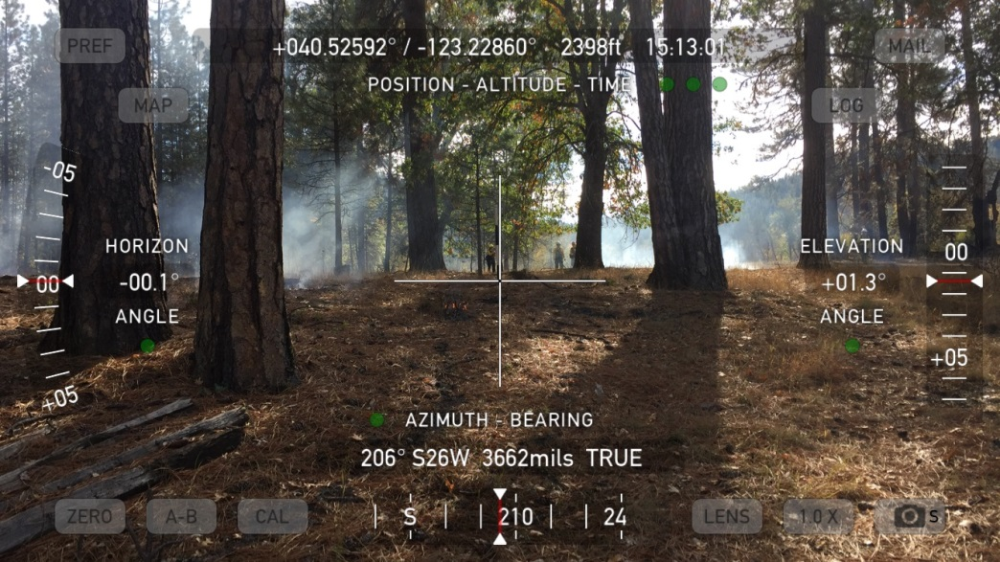 PREF
+040.52592° / -123.22860° 2398ft 15:13:01
MAIL
POSITION - ALTITUDE - TIME
MAP
LOG
-05
HORIZON
-00.1°
ANGLE
00
+05
ELEVATION
+01.3°
ANGLE
00
+05
AZIMUTH - BEARING
206° S26W 3662mils TRUE
ZERO
A-B
CAL
S
210
24
LENS
1.0 X
S